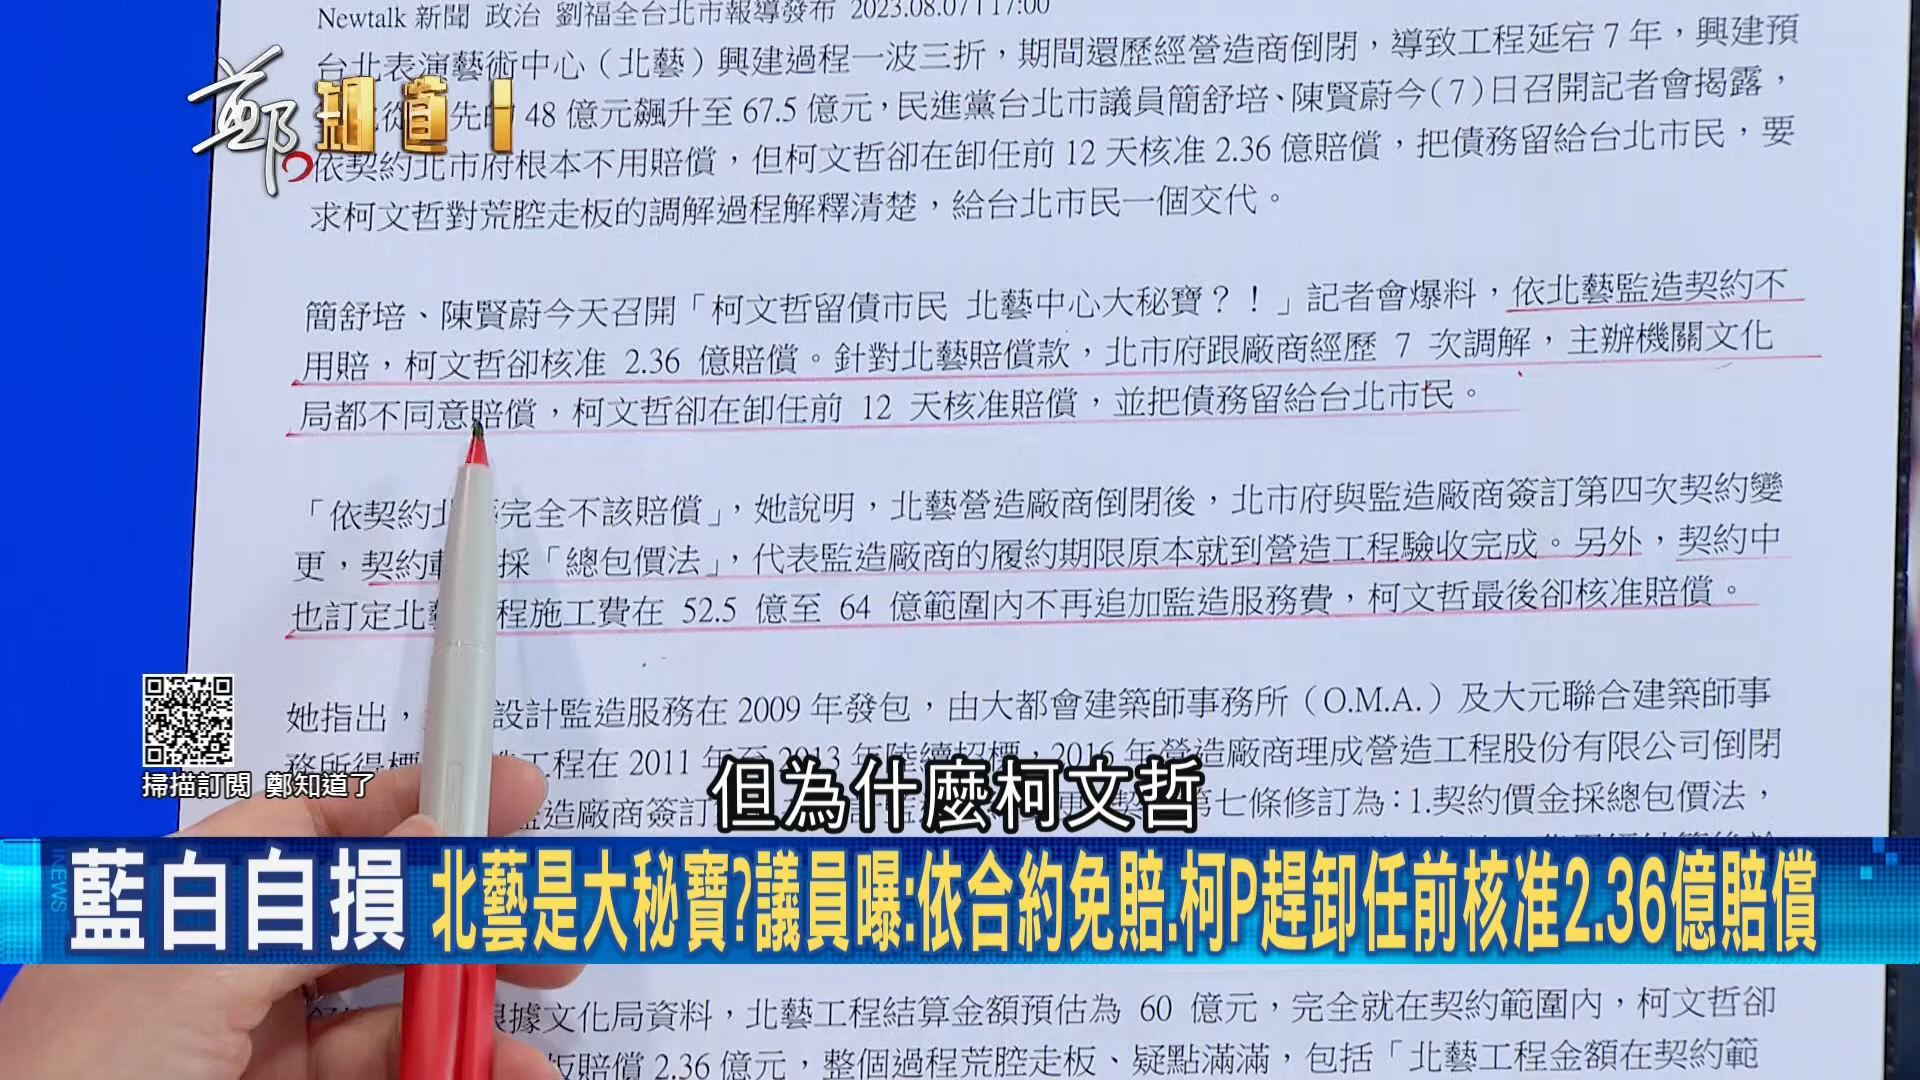 Newtalk 新聞 政治 劉福全台北市報導發布 2023.08.07 | 17:00
台北表演藝術中心（北藝）興建過程一波三折，期間還歷經營造商倒閉，導致工程延宕 7 年，興建預
先的 48 億元飆升至 67.5 億元，民進黨台北市議員簡舒培、陳賢蔚今（7）日召開記者會揭露，
依契約北市府根本不用賠償，但柯文哲卻在卸任前 12 天核准 2.36 億賠償，把債務留給台北市民，要
求柯文哲對荒腔走板的調解過程解釋清楚，給台北市民一個交代。
鄭知道了
簡舒培、陳賢蔚今天召開「柯文哲留債市民 北藝中心大秘寶？！」記者會爆料，依北藝監造契約不
用賠，柯文哲卻核准 2.36 億賠償。針對北藝賠償款，北市府跟廠商經歷 7 次調解，主辦機關文化
局都不同意賠償，柯文哲卻在卸任前 12 天核准賠償，並把債務留給台北市民。
「依契約北 完全不該賠償」，她說明，北藝營造廠商倒閉後，北市府與監造廠商簽訂第四次契約變
更，契約載 採「總包價法」，代表監造廠商的履約期限原本就到營造工程驗收完成。另外，契約中
也訂定北藝 程施工費在 52.5 億至 64 億範圍內不再追加監造服務費，柯文哲最後卻核准賠償。
她指出， 設計監造服務在 2009 年發包，由大都會建築師事務所（O.M.A.）及大元聯合建築師事
務所得標 工程在 2011 年至 2013 年陸續招標，2016 年營造廠商理成營造工程股份有限公司倒閉
監造廠商簽訂 第七條修訂為：1.契約價金採總包價法，
掃描訂閱 鄭知道了
但為什麼柯文哲
INEWS
藍白自損 北藝是大秘寶?議員曝:依合約免賠.柯P趕卸任前核准2.36億賠償
根據文化局資料，北藝工程結算金額預估為 60 億元，完全就在契約範圍內，柯文哲卻
板賠償 2.36 億元，整個過程荒腔走板、疑點滿滿，包括「北藝工程金額在契約範